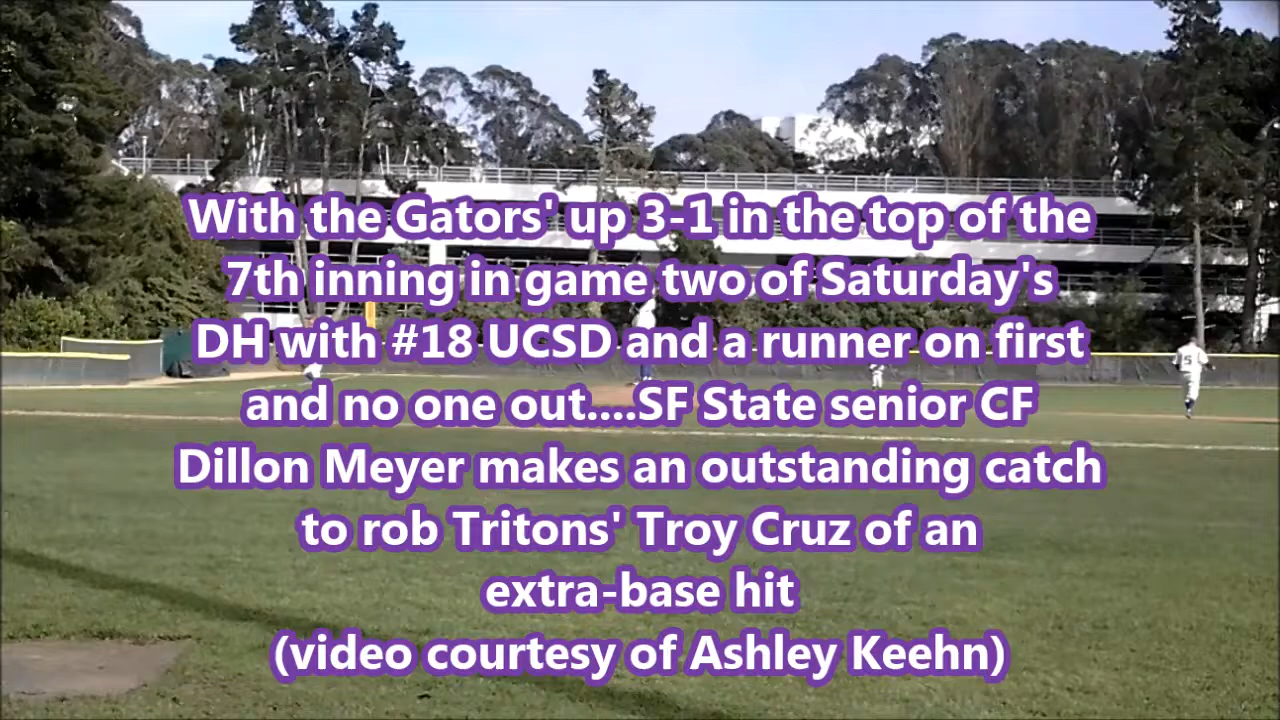 With the Gators' up 3-1 in the top of the
7th inning in game two of Saturday's
DH with #18 UCSD and a runner on first
and no one out....SF State senior CF
Dillon Meyer makes an outstanding catch
to rob Tritons' Troy Cruz of an
extra-base hit
(video courtesy of Ashley Keehn)
5